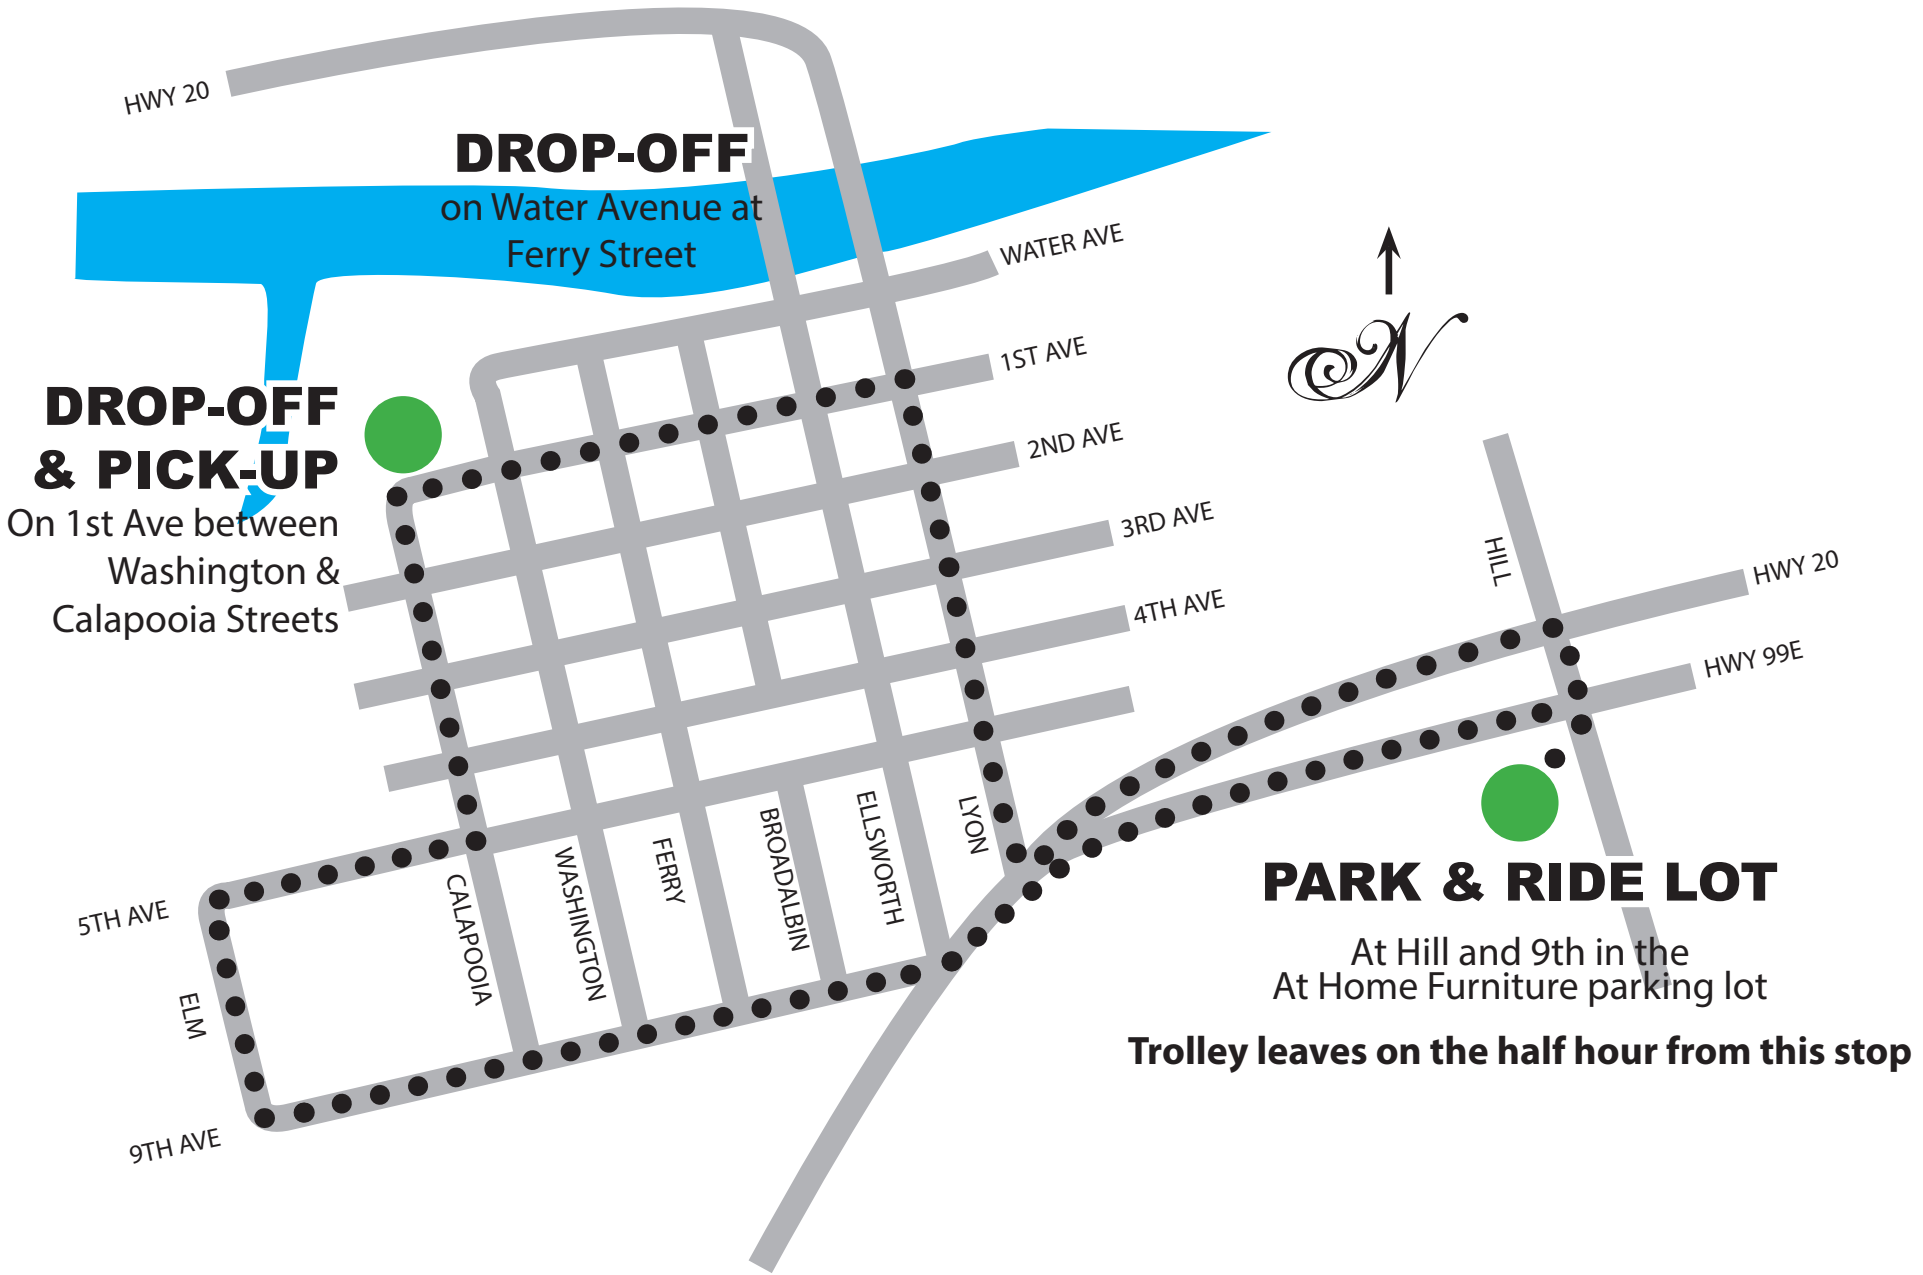 HWY 20
DROP-OFF
on Water Avenue at
Ferry Street
WATER AVE
N
1ST AVE
DROP-OFF
& PICK-UP
On 1st Ave between
Washington &
Calapooia Streets
2ND AVE
3RD AVE
4TH AVE
HILL
HWY 20
HWY 99E
5TH AVE
ELM
9TH AVE
CALAPOOIA
WASHINGTON
FERRY
BROADALBIN
ELLSWORTH
LYON
PARK & RIDE LOT
At Hill and 9th in the
At Home Furniture parking lot
Trolley leaves on the half hour from this stop